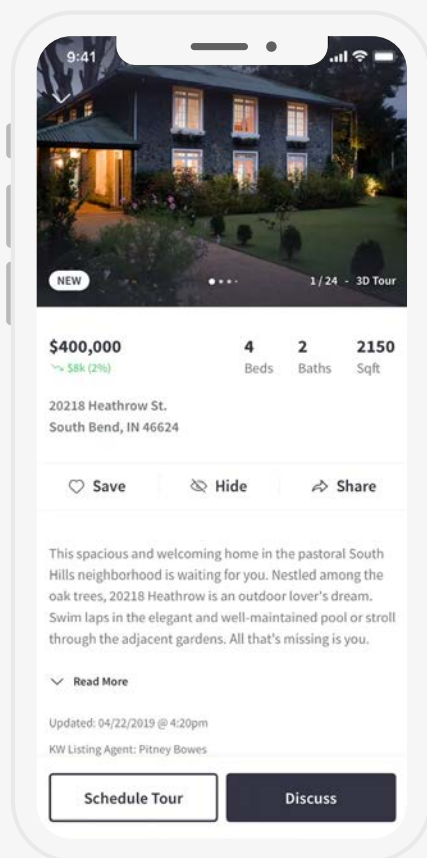 9:41
NEW
1 / 24 - 3D Tour
$400,000
4
2
2150
$8k (2%)
Beds
Baths
Sqft
20218 Heathrow St.
South Bend, IN 46624
Save
Hide
Share
This spacious and welcoming home in the pastoral South
Hills neighborhood is waiting for you. Nestled among the
oak trees, 20218 Heathrow is an outdoor lover's dream.
Swim laps in the elegant and well-maintained pool or stroll
through the adjacent gardens. All that's missing is you.
Read More
Updated: 04/22/2019 @ 4:20pm
KW Listing Agent: Pitney Bowes
Schedule Tour
Discuss